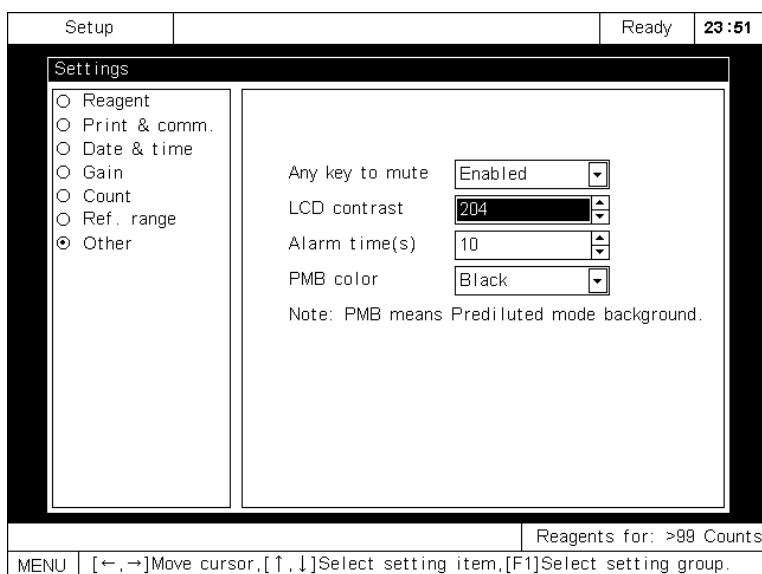 Setup
Ready
23:51
Settings
Reagent
Print & comm.
Date & time
Gain
Count
Ref. range
Other
Any key to mute Enabled
LCD contrast 204
Alarm time(s) 10
PMB color Black
Note: PMB means Prediluted mode background.
Reagents for: >99 Counts
MENU [←,→]Move cursor,[↑,↓]Select setting item,[F1]Select setting group.